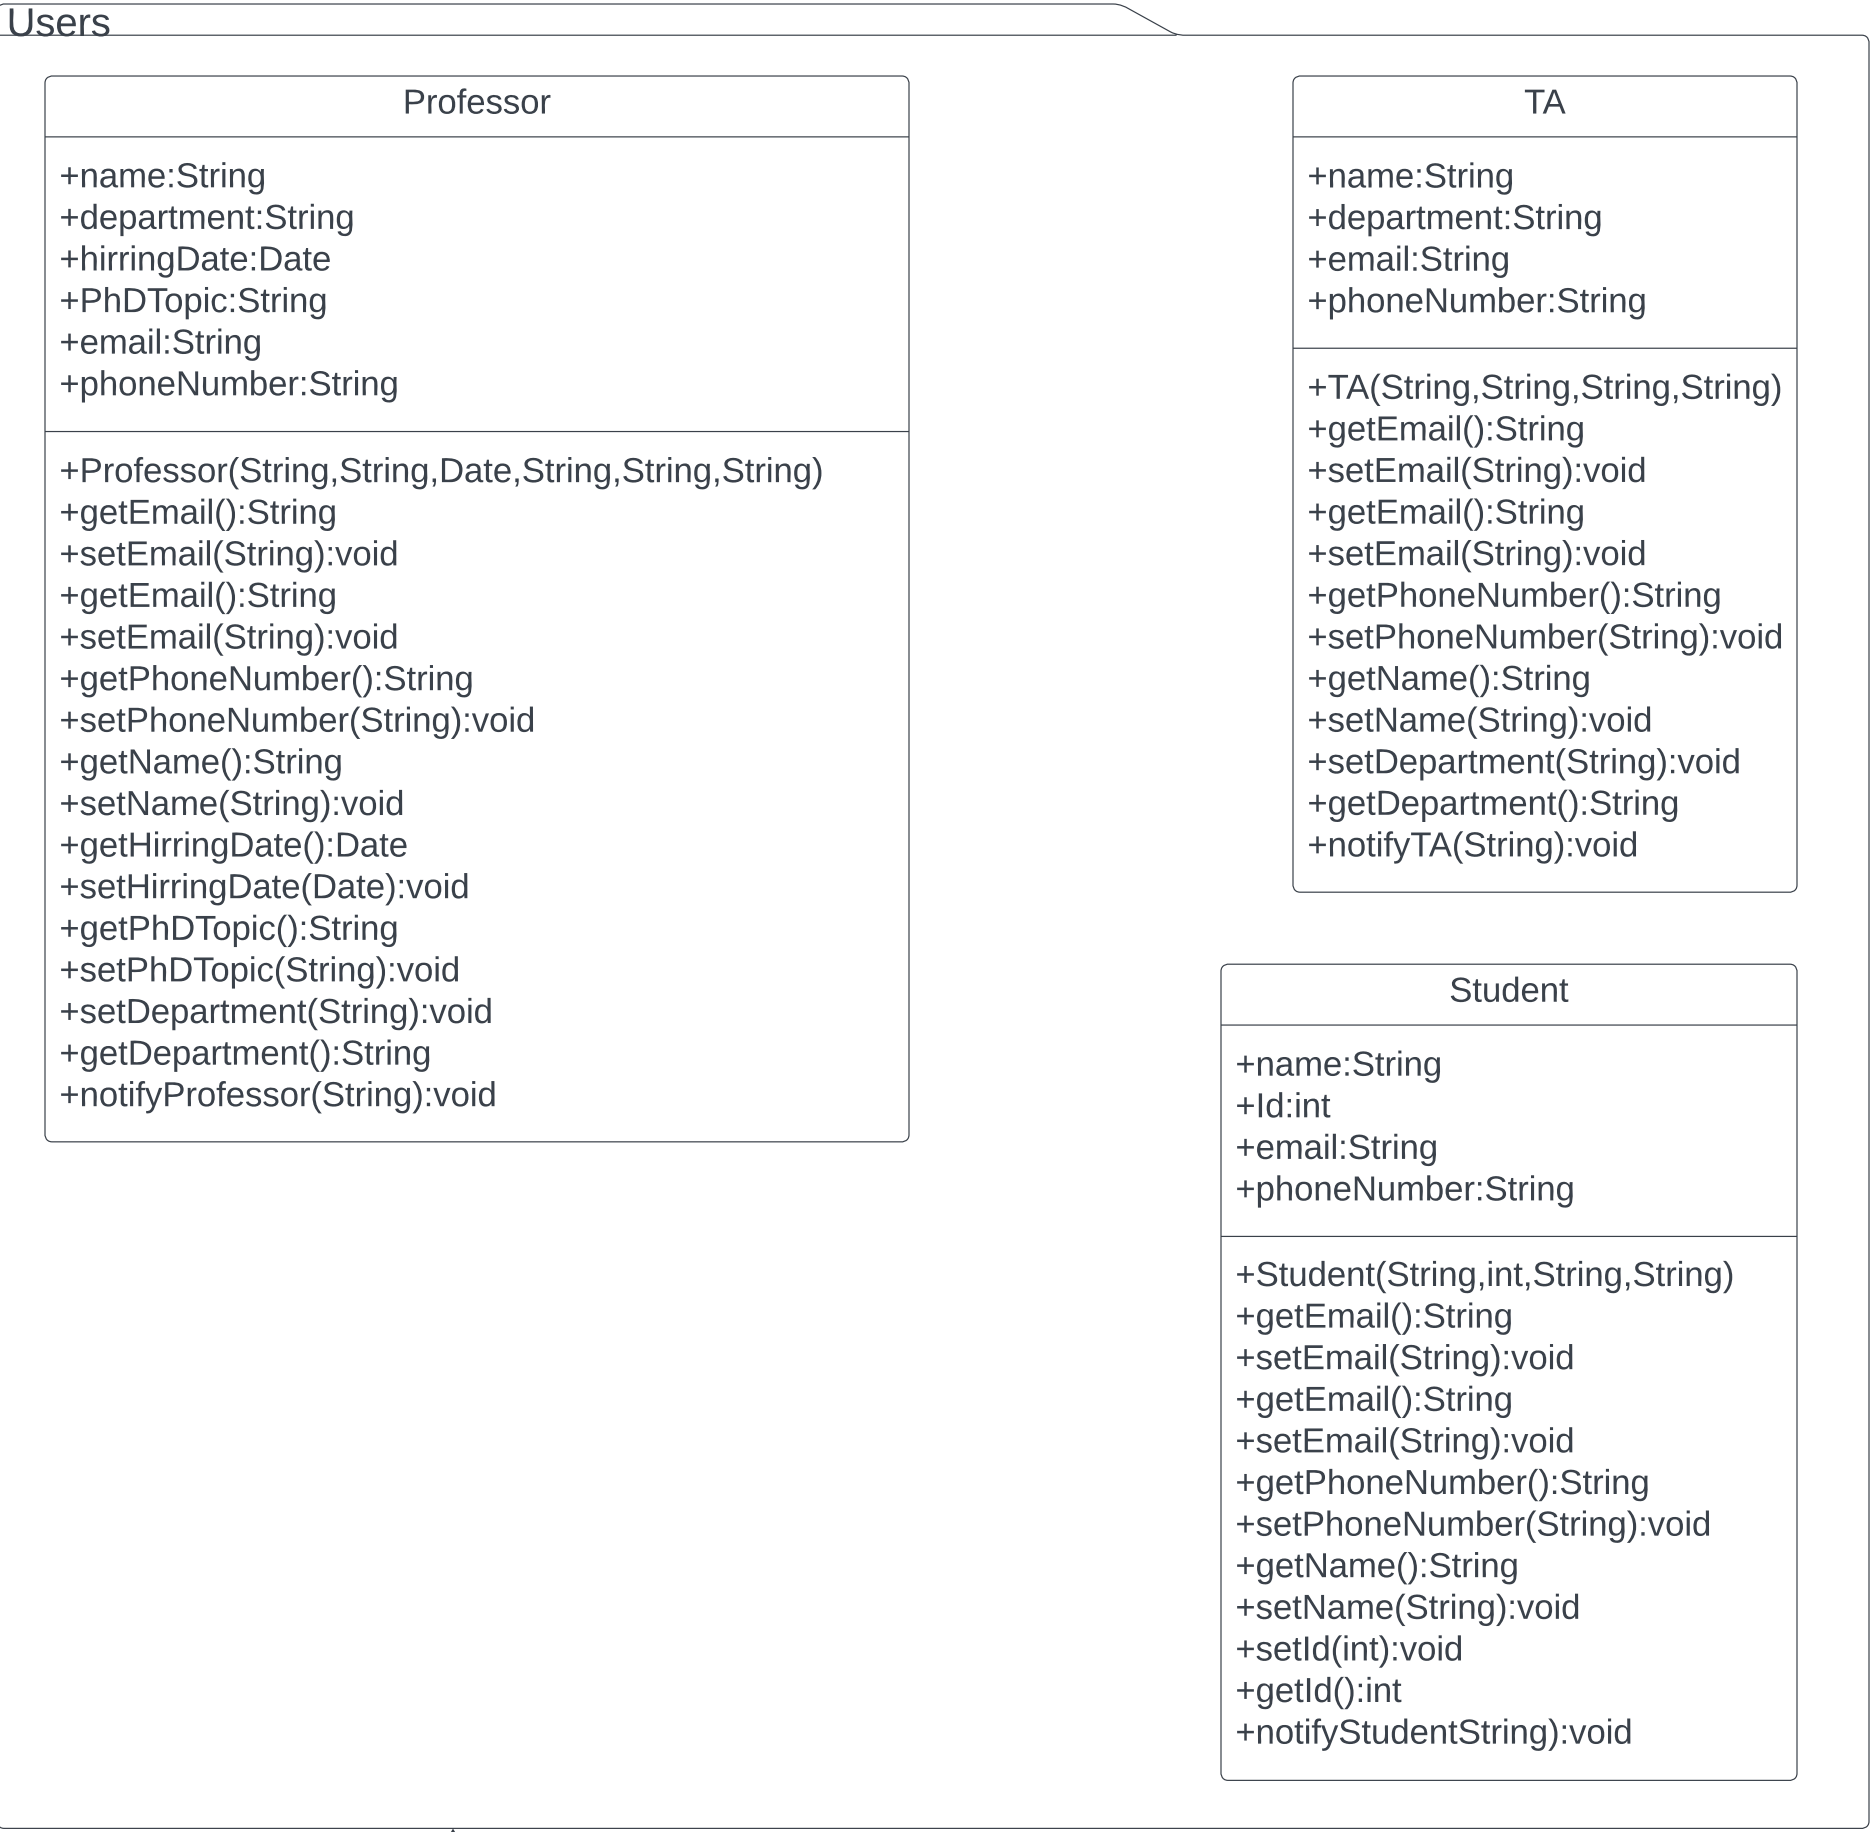 Users
Professor
+name:String
+department:String
+hirringDate:Date
+PhDTopic:String
+email:String
+phoneNumber:String
+Professor(String,String,Date,String,String,String)
+getEmail():String
+setEmail(String):void
+getEmail():String
+setEmail(String):void
+getPhoneNumber():String
+setPhoneNumber(String):void
+getName():String
+setName(String):void
+getHirringDate():Date
+setHirringDate(Date):void
+getPhDTopic():String
+setPhDTopic(String):void
+setDepartment(String):void
+getDepartment():String
+notifyProfessor(String):void
TA
+name:String
+department:String
+email:String
+phoneNumber:String
+TA(String,String,String,String)
+getEmail():String
+setEmail(String):void
+getEmail():String
+setEmail(String):void
+getPhoneNumber():String
+setPhoneNumber(String):void
+getName():String
+setName(String):void
+setDepartment(String):void
+getDepartment():String
+notifyTA(String):void
Student
+name:String
+Id:int
+email:String
+phoneNumber:String
+Student(String,int,String,String)
+getEmail():String
+setEmail(String):void
+getEmail():String
+setEmail(String):void
+getPhoneNumber():String
+setPhoneNumber(String):void
+getName():String
+setName(String):void
+setId(int):void
+getId():int
+notifyStudentString):void